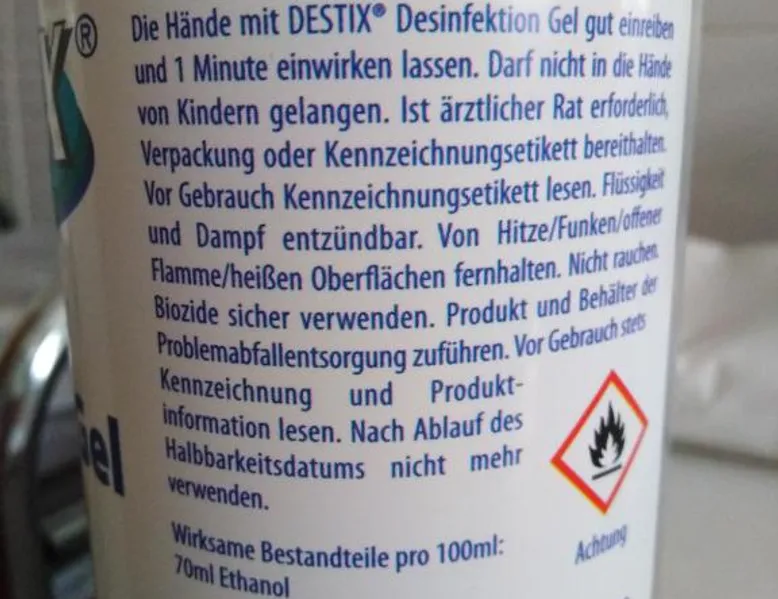 Die Hände mit DESTIX® Desinfektion Gel gut einreiben
und 1 Minute einwirken lassen. Darf nicht in die Hände
von Kindern gelangen. Ist ärztlicher Rat erforderlich,
Verpackung oder Kennzeichnungsetikett bereithalten.
Vor Gebrauch Kennzeichnungsetikett lesen. Flüssigkeit
und Dampf entzündbar. Von Hitze/Funken/offener
Flamme/heißen Oberflächen fernhalten. Nicht rauchen.
Biozide sicher verwenden. Produkt und Behälter der
Problemabfallentsorgung zuführen. Vor Gebrauch stets
Kennzeichnung und Produkt-
information lesen. Nach Ablauf des
Halbbarkeitsdatums nicht mehr
verwenden.
Wirksame Bestandteile pro 100ml:
70ml Ethanol
Achtung
X®
Gel